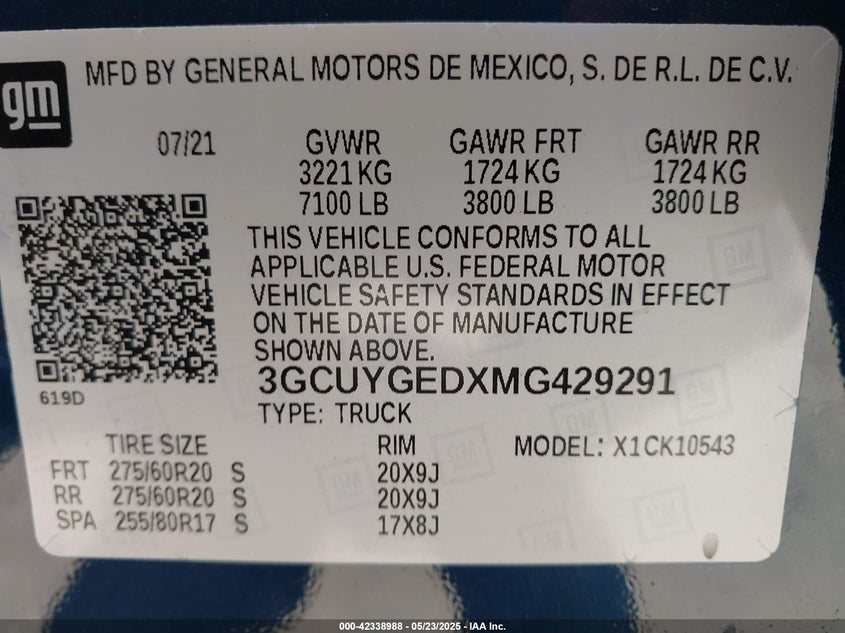 gm
MFD BY GENERAL MOTORS DE MEXICO, S. DE R.L. DE C.V.
07/21 GVWR GAWR FRT GAWR RR
3221 KG 1724 KG 1724 KG
7100 LB 3800 LB 3800 LB
THIS VEHICLE CONFORMS TO ALL
APPLICABLE U.S. FEDERAL MOTOR
VEHICLE SAFETY STANDARDS IN EFFECT
ON THE DATE OF MANUFACTURE
SHOWN ABOVE.
619D
3GCUYGEDXMG429291
TYPE: TRUCK
TIRE SIZE RIM MODEL: X1CK10543
FRT 275/60R20 S 20X9J
RR 275/60R20 S 20X9J
SPA 255/80R17 S 17X8J
000-42338988 - 05/23/2025 - IAA Inc.